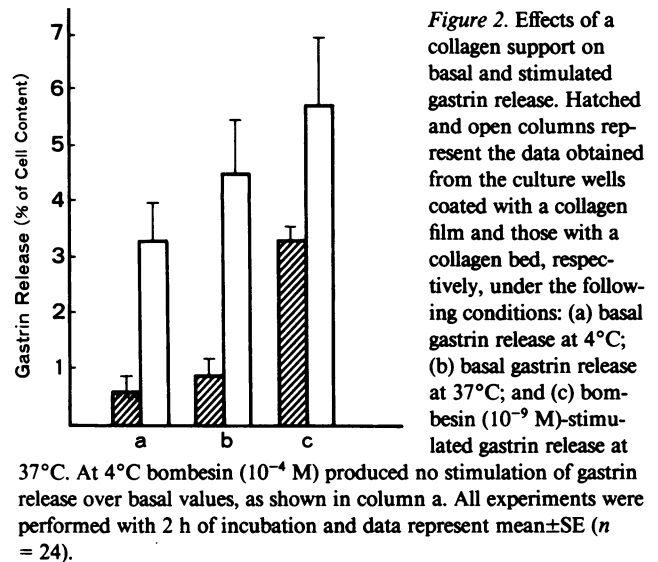 7
6
5
4
3
2
1
Gastrin Release (% of Cell Content)
a
b
c
Figure 2. Effects of a
collagen support on
basal and stimulated
gastrin release. Hatched
and open columns rep-
resent the data obtained
from the culture wells
coated with a collagen
film and those with a
collagen bed, respec-
tively, under the follow-
ing conditions: (a) basal
gastrin release at 4°C;
(b) basal gastrin release
at 37°C; and (c) bom-
besin (10⁻⁹ M)-stimu-
lated gastrin release at
37°C. At 4°C bombesin (10⁻⁴ M) produced no stimulation of gastrin
release over basal values, as shown in column a. All experiments were
performed with 2 h of incubation and data represent mean±SE (n
= 24).